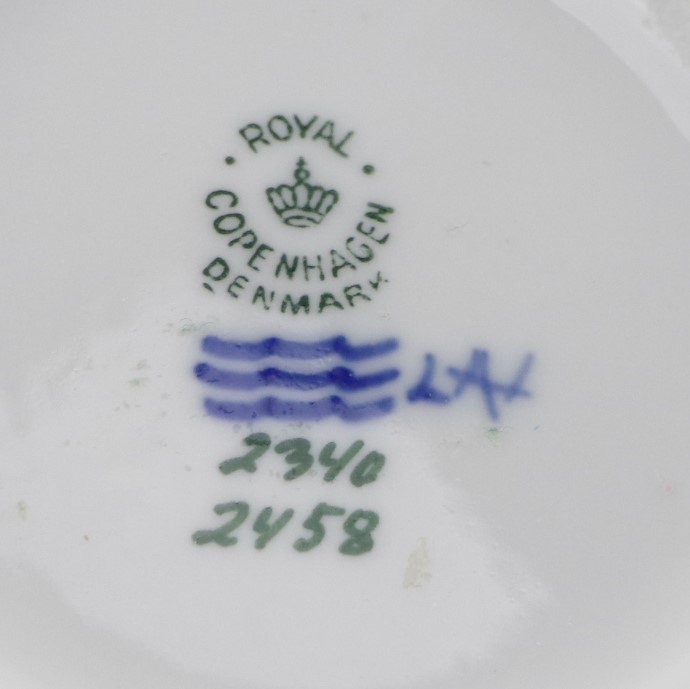 ROYAL
COPENHAGEN
DENMARK
2340
2458